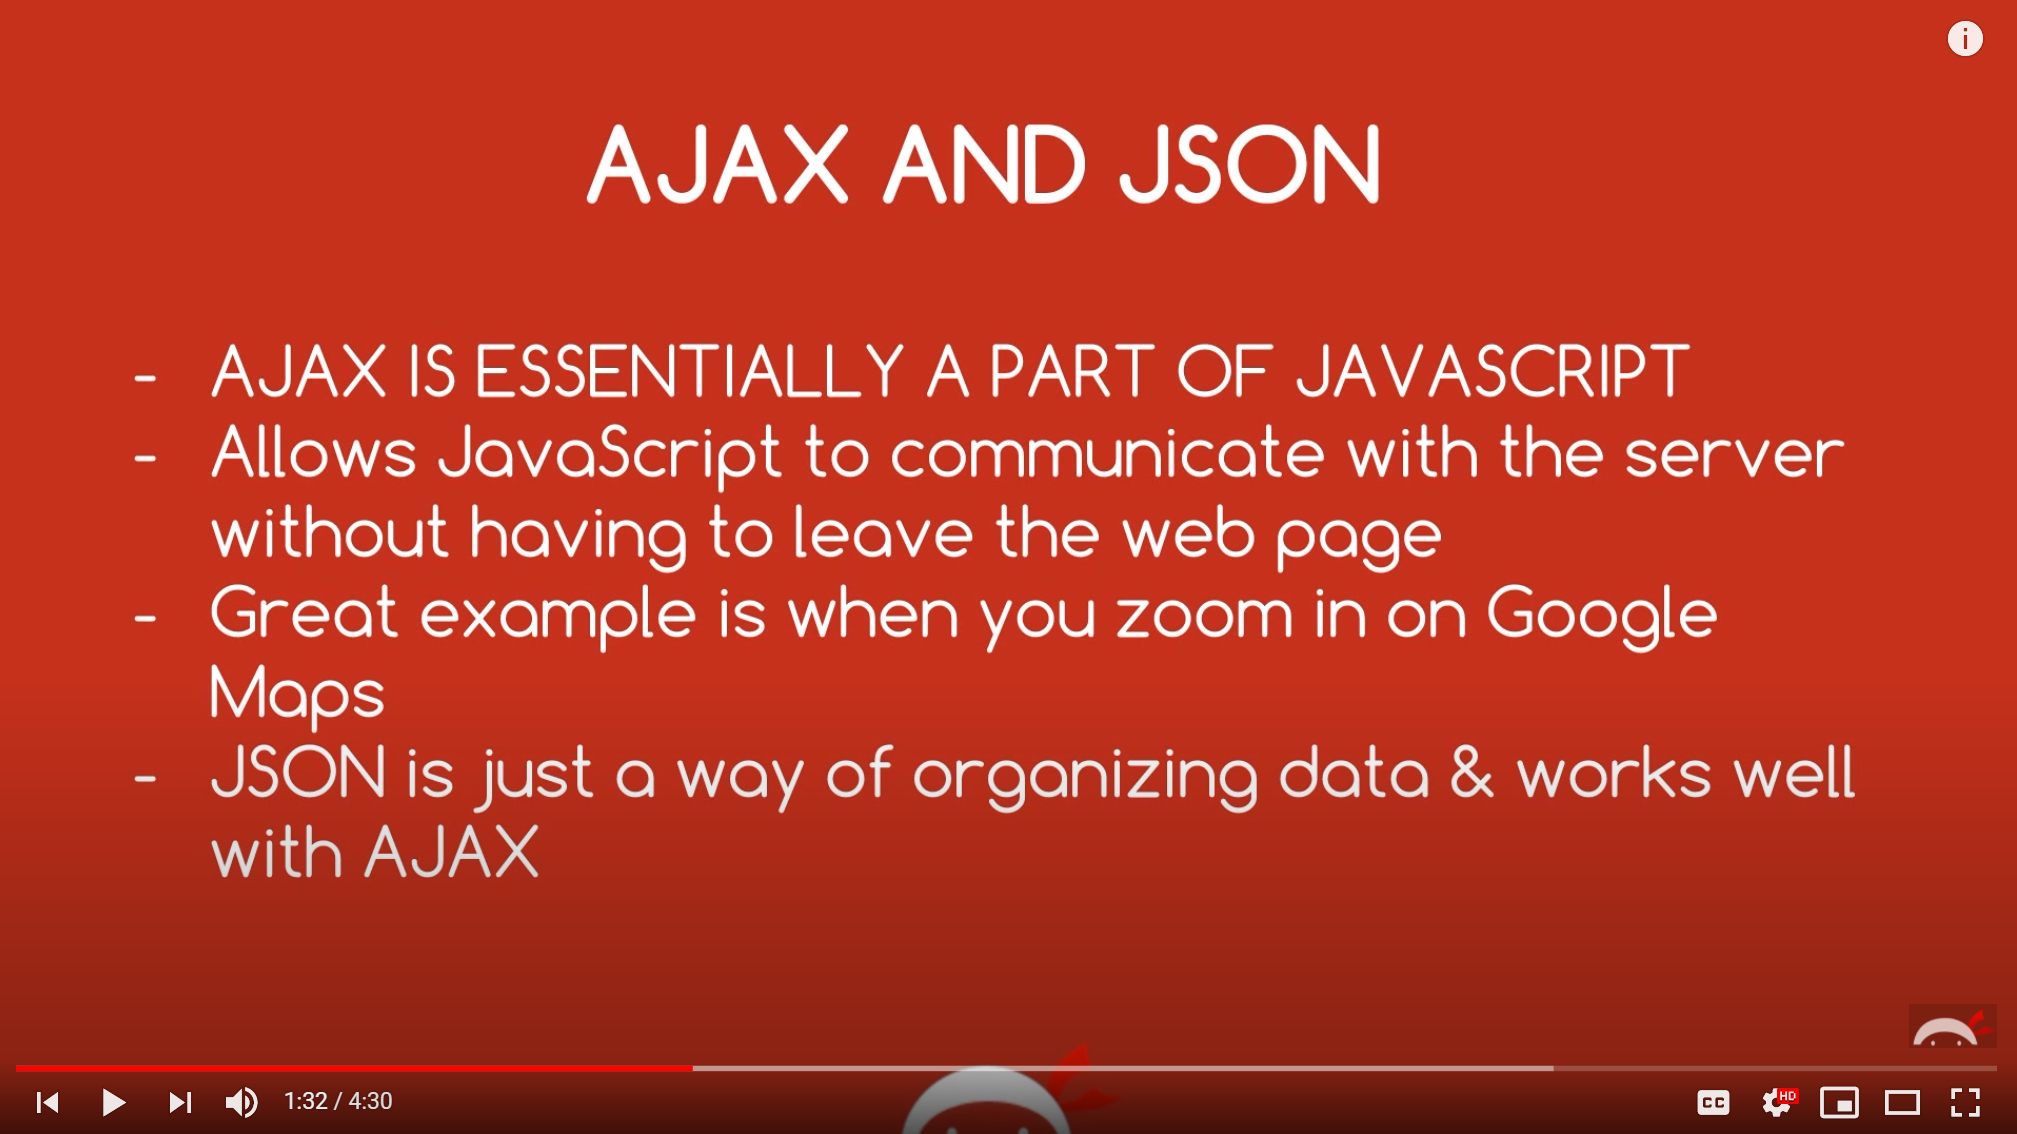 i
AJAX AND JSON
- AJAX IS ESSENTIALLY A PART OF JAVASCRIPT
- Allows JavaScript to communicate with the server
without having to leave the web page
- Great example is when you zoom in on Google
Maps
- JSON is just a way of organizing data & works well
with AJAX
1:32 / 4:30
CC
HD